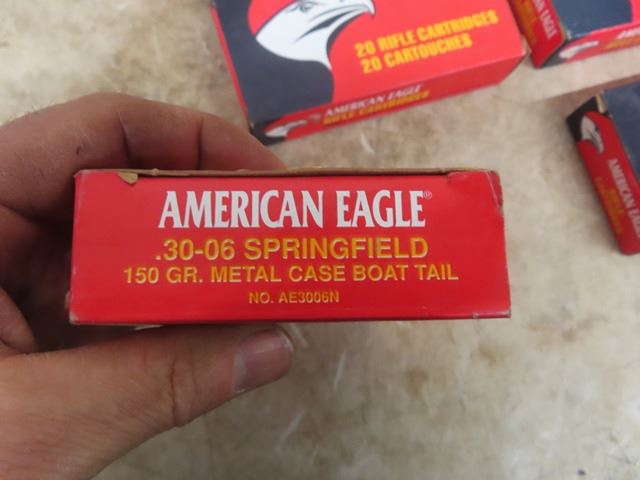 20 RIFLE CARTRIDGES
20 CARTOUCHES
AMERICAN EAGLE
RIFLE CARTRIDGES
AMERICAN EAGLE
AMERICAN EAGLE®
.30-06 SPRINGFIELD
150 GR. METAL CASE BOAT TAIL
NO. AE3006N